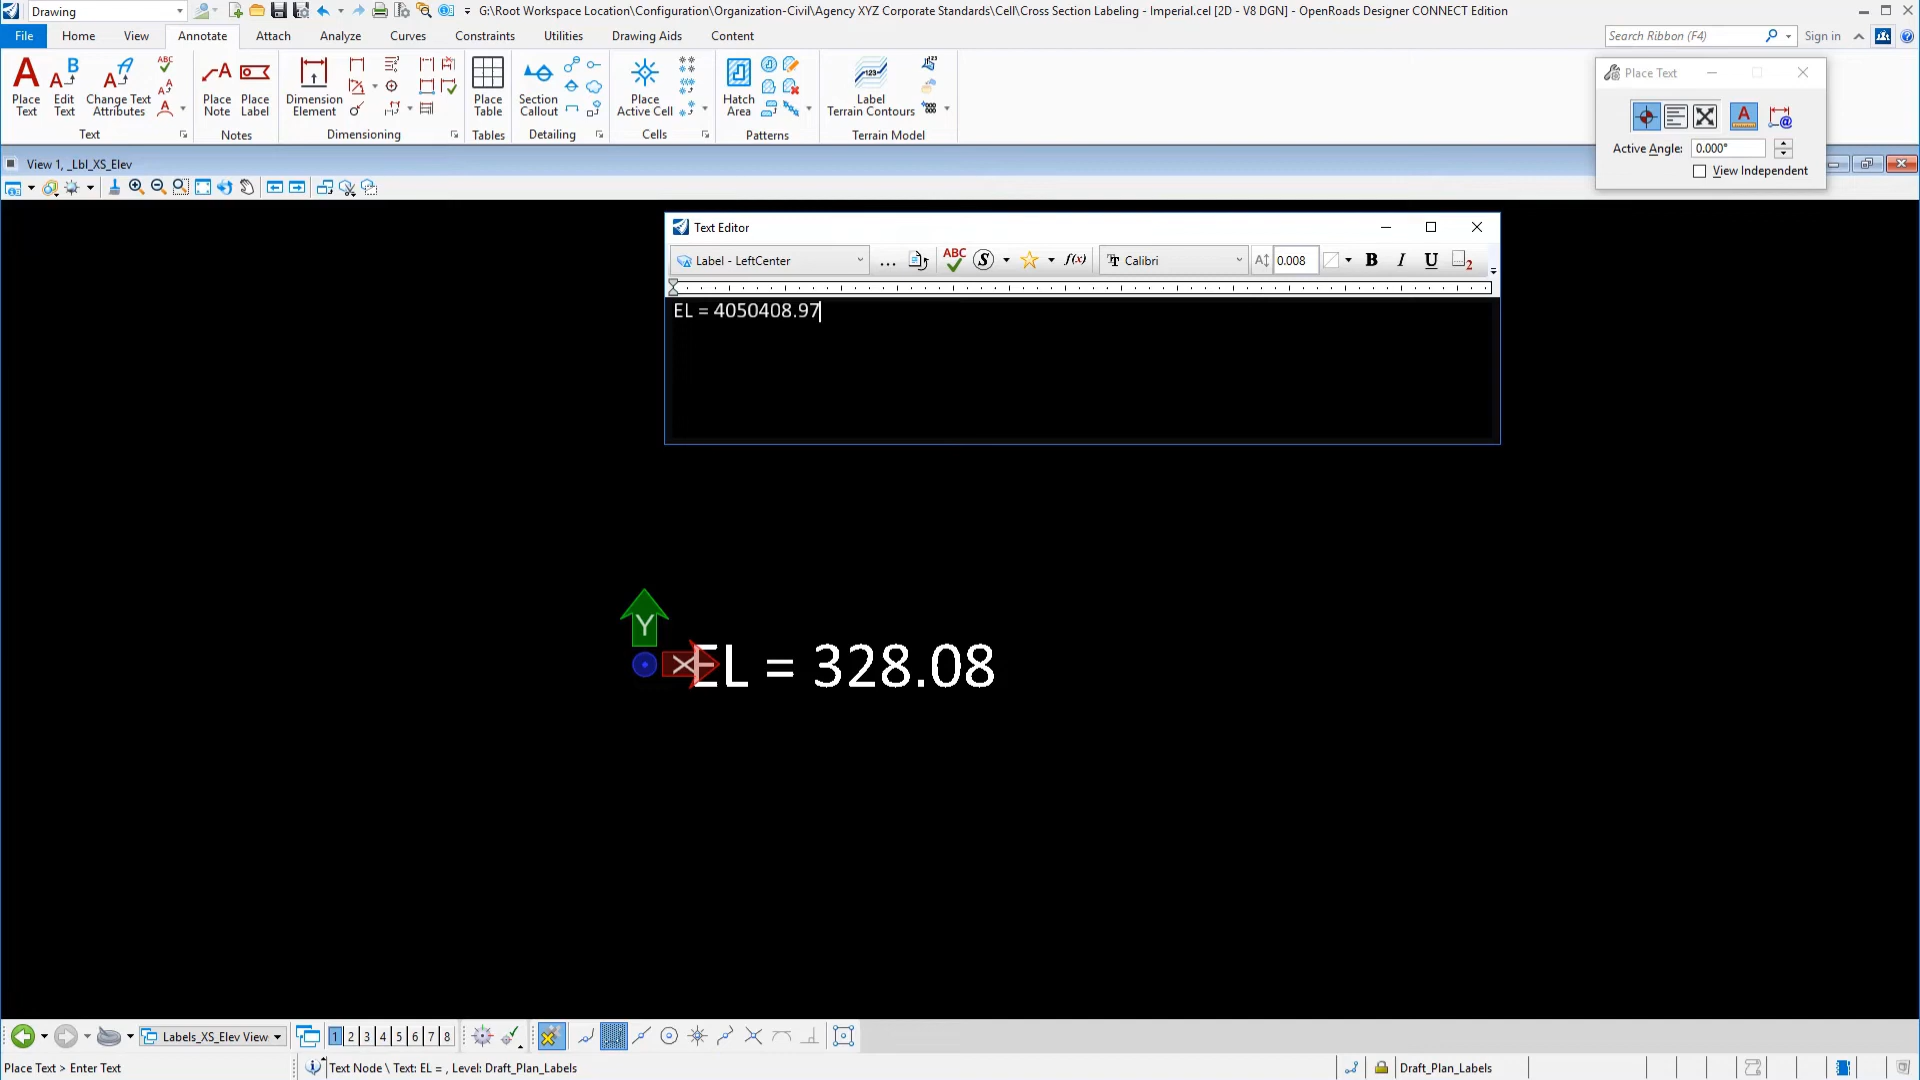 Drawing
G:\Root Workspace Location\Configuration\Organization-Civil\Agency XYZ Corporate Standards\Cell\Cross Section Labeling - Imperial.cel [2D - V8 DGN] - OpenRoads Designer CONNECT Edition
File Home View Annotate Attach Analyze Curves Constraints Utilities Drawing Aids Content
Search Ribbon (F4) Sign in
Place Text
Edit Text
Change Text Attributes
Text
Place Note
Place Label
Notes
Dimension Element
Dimensioning
Place Table
Tables
Section Callout
Detailing
Place Active Cell
Cells
Hatch Area
Patterns
Label Terrain Contours
Terrain Model
Place Text
Active Angle: 0.000°
View Independent
View 1, _Lbl_XS_Elev
Text Editor
Label - LeftCenter
ABC
Calibri
0.008
B I U
EL = 4050408.97
Y
X
EL = 328.08
Labels_XS_Elev View
1 2 3 4 5 6 7 8
Place Text > Enter Text
Text Node \ Text: EL = , Level: Draft_Plan_Labels
Draft_Plan_Labels